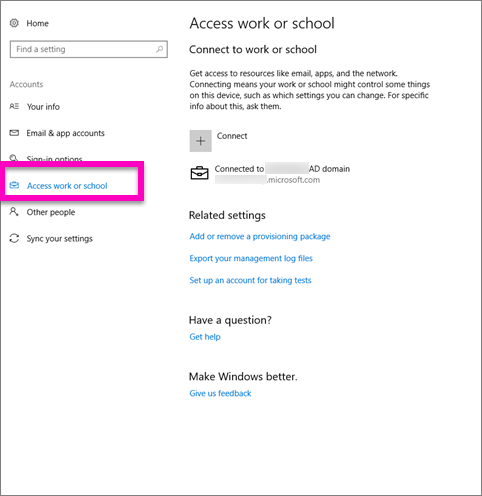 Home
Find a setting
Accounts
Your info
Email & app accounts
Sign-in options
Access work or school
Other people
Sync your settings
Access work or school
Connect to work or school
Get access to resources like email, apps, and the network.
Connecting means your work or school might control some things
on this device, such as which settings you can change. For specific
info about this, ask them.
Connect
Connected to AD domain
.microsoft.com
Related settings
Add or remove a provisioning package
Export your management log files
Set up an account for taking tests
Have a question?
Get help
Make Windows better.
Give us feedback